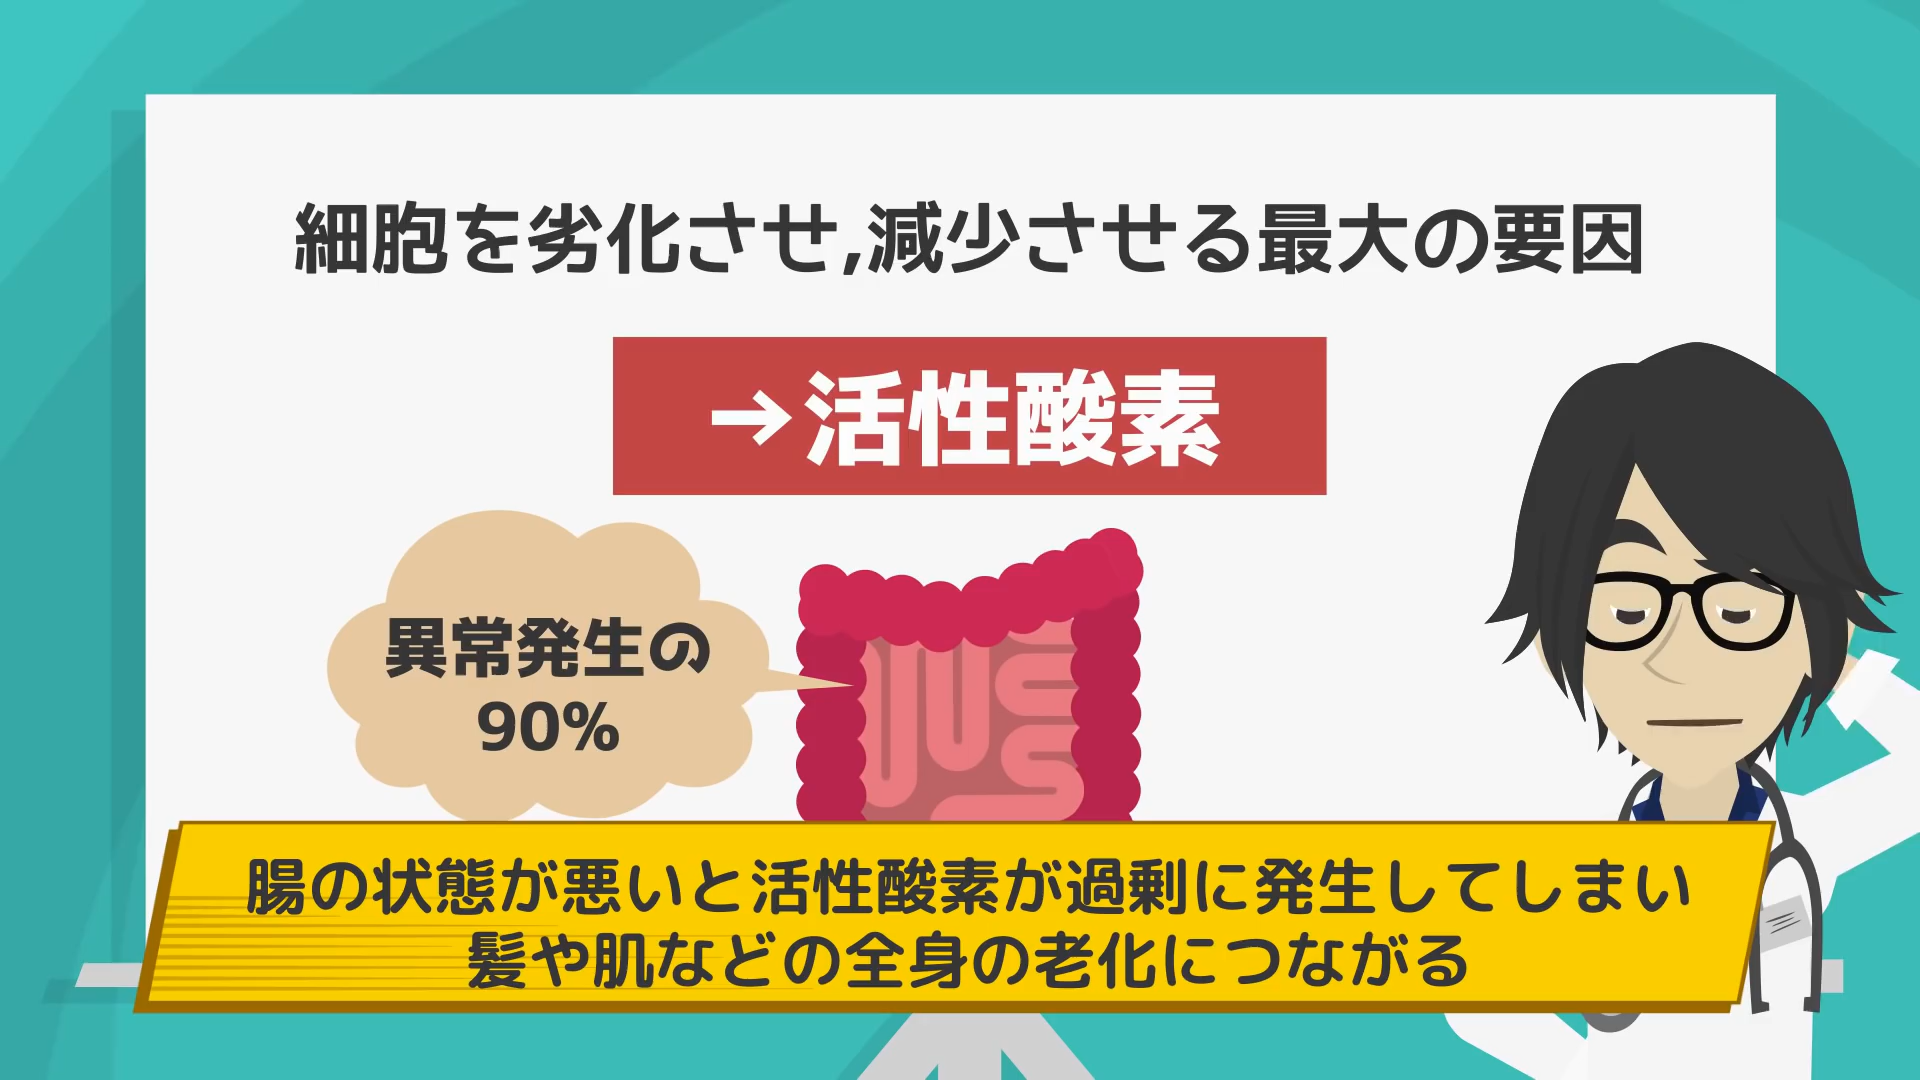 細胞を劣化させ,減少させる最大の要因
→活性酸素
異常発生の
90%
腸の状態が悪いと活性酸素が過剰に発生してしまい
髪や肌などの全身の老化につながる